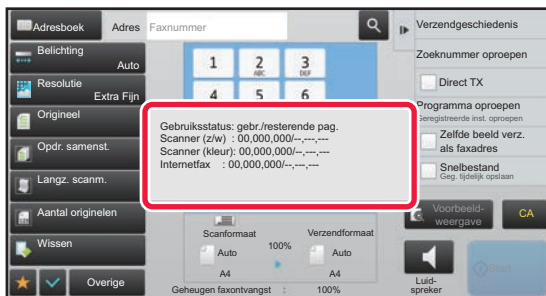 Adresboek
Adres
Faxnummer
Verzendgeschiedenis
Belichting
Auto
Zoeknummer oproepen
1 2 3
ABC DEF
Resolutie
Extra Fijn
Direct TX
4 5 6
Programma oproepen
Geregistreerde inst. oproepen
Origineel
Gebruiksstatus: gebr./resterende pag.
Scanner (z/w) : 00,000,000/--,---,---
Scanner (kleur): 00,000,000/--,---,---
Internetfax : 00,000,000/--,---,---
Zelfde beeld verz.
als faxadres
Opdr. samenst.
Snelbestand
Geg. tijdelijk opslaan
Langz. scanm.
Aantal originelen
Voorbeeld-
weergave
CA
Scanformaat
Verzendformaat
Wissen
100%
Auto
Auto
A4
A4
Overige
Geheugen faxontvangst : 100%
Luid-
spreker
Start